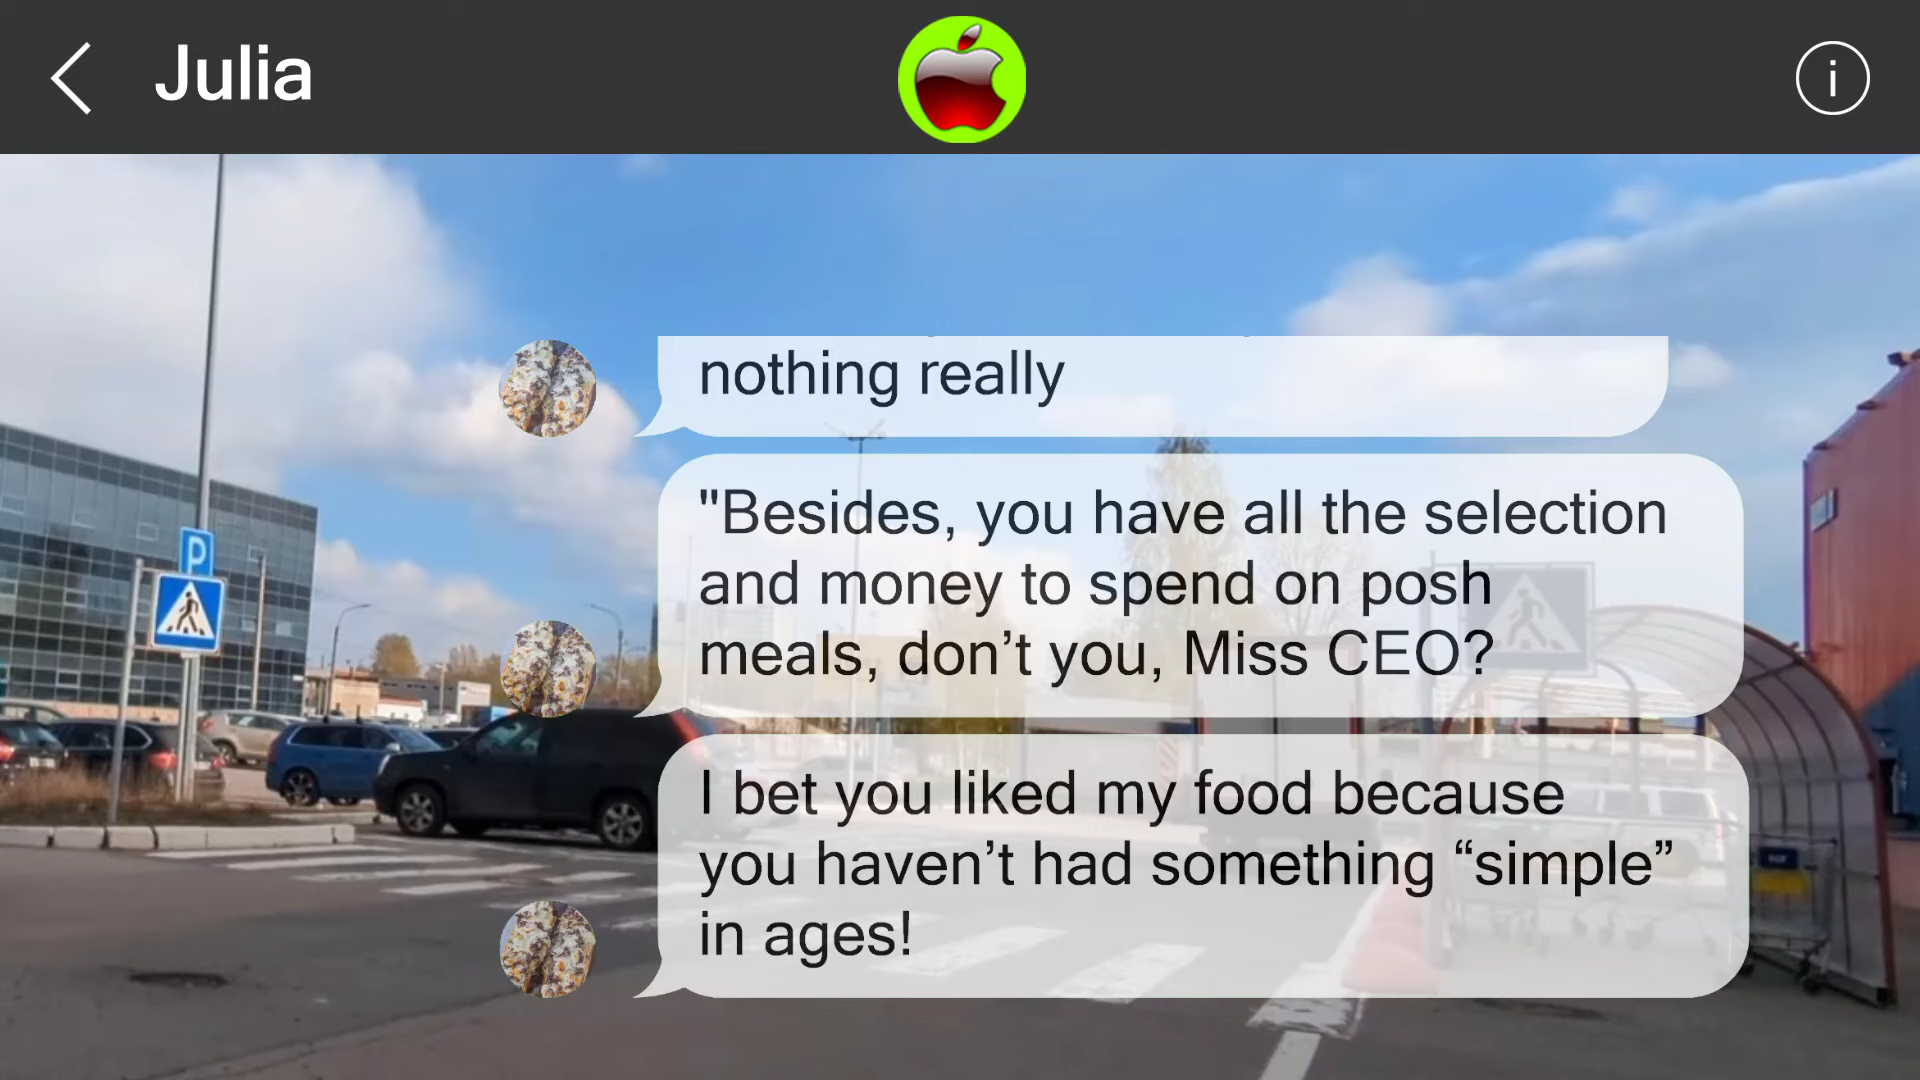 Julia
i
nothing really
"Besides, you have all the selection
and money to spend on posh
meals, don’t you, Miss CEO?
I bet you liked my food because
you haven’t had something “simple”
in ages!
P